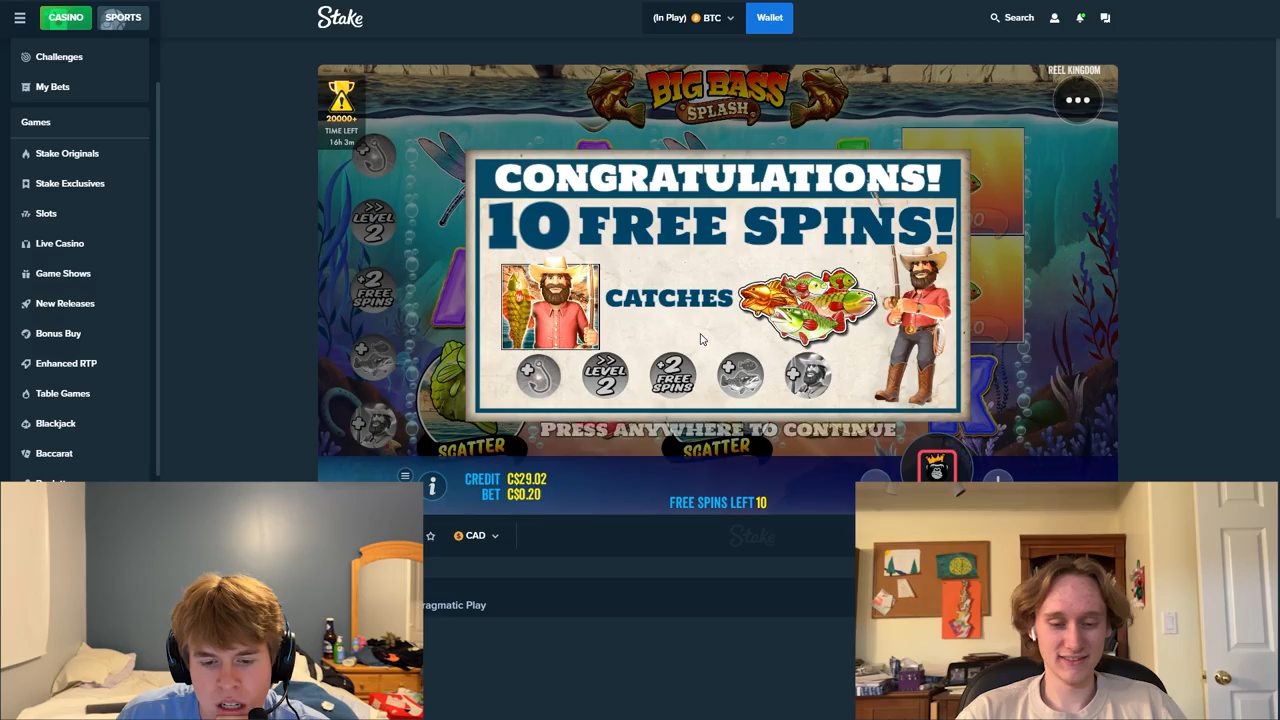 CASINO
SPORTS
Stake
(In Play) BTC
Wallet
Search
Challenges
My Bets
Games
Stake Originals
Stake Exclusives
Slots
Live Casino
Game Shows
New Releases
Bonus Buy
Enhanced RTP
Table Games
Blackjack
Baccarat
REEL KINGDOM
BIG BASS
SPLASH
20000+
TIME LEFT
16h 3m
LEVEL
2
+2
FREE
SPINS
CONGRATULATIONS!
10 FREE SPINS!
CATCHES
LEVEL
2
+2
FREE
SPINS
PRESS ANYWHERE TO CONTINUE
SCATTER
SCATTER
CREDIT C$29.02
BET C$0.20
FREE SPINS LEFT 10
CAD
Stake
ragmatic Play